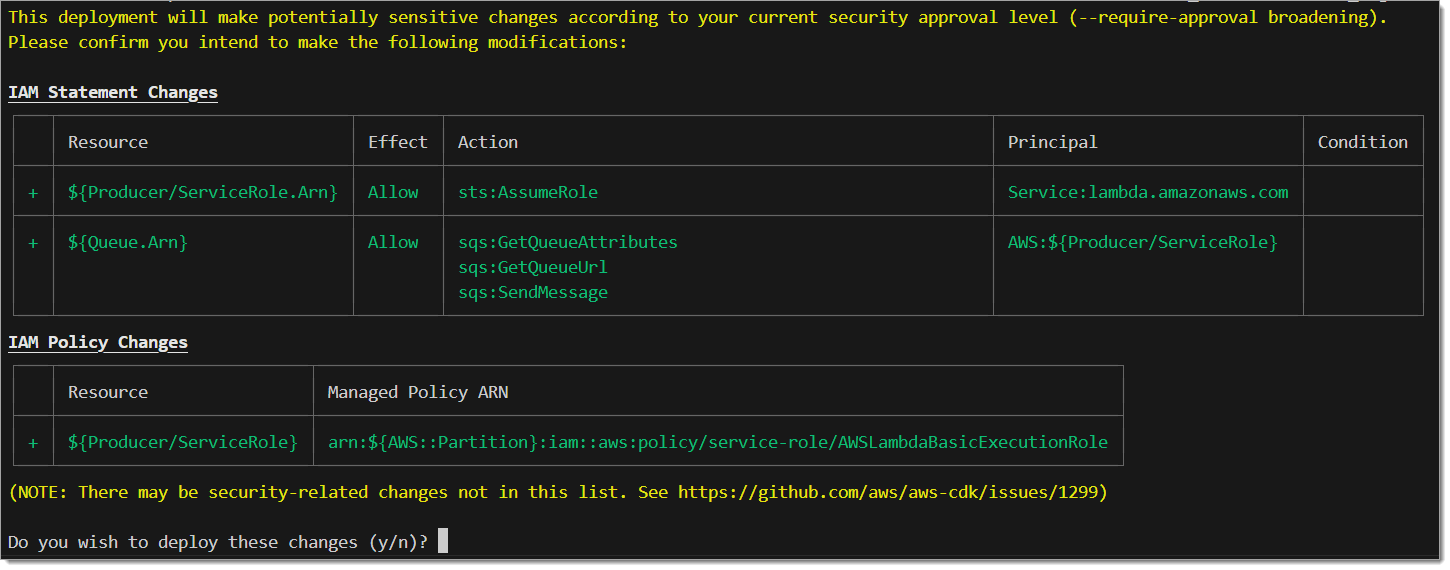 This deployment will make potentially sensitive changes according to your current security approval level (--require-approval broadening).
Please confirm you intend to make the following modifications:
IAM Statement Changes
Resource Effect Action Principal Condition
+ ${Producer/ServiceRole.Arn} Allow sts:AssumeRole Service:lambda.amazonaws.com
+ ${Queue.Arn} Allow sqs:GetQueueAttributes AWS:${Producer/ServiceRole}
sqs:GetQueueUrl
sqs:SendMessage
IAM Policy Changes
Resource Managed Policy ARN
+ ${Producer/ServiceRole} arn:${AWS::Partition}:iam::aws:policy/service-role/AWSLambdaBasicExecutionRole
(NOTE: There may be security-related changes not in this list. See https://github.com/aws/aws-cdk/issues/1299)
Do you wish to deploy these changes (y/n)?